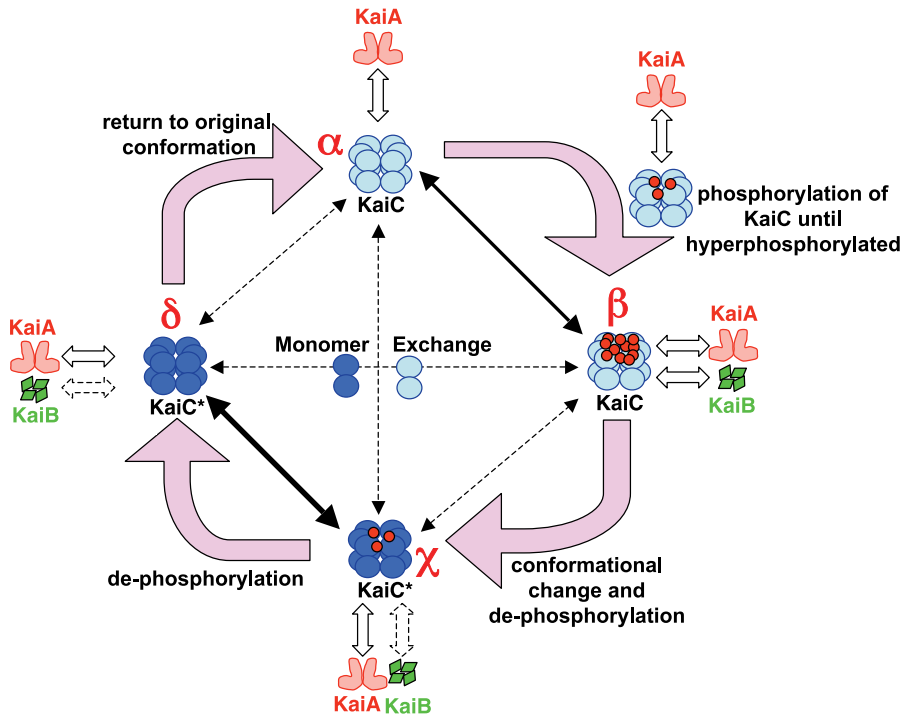 KaiA
KaiA
return to original
conformation
α
KaiC
phosphorylation of
KaiC until
hyperphosphorylated
δ
β
KaiA
KaiB
KaiC*
Monomer
Exchange
KaiC
KaiA
KaiB
de-phosphorylation
χ
KaiC*
conformational
change and
de-phosphorylation
KaiA
KaiB